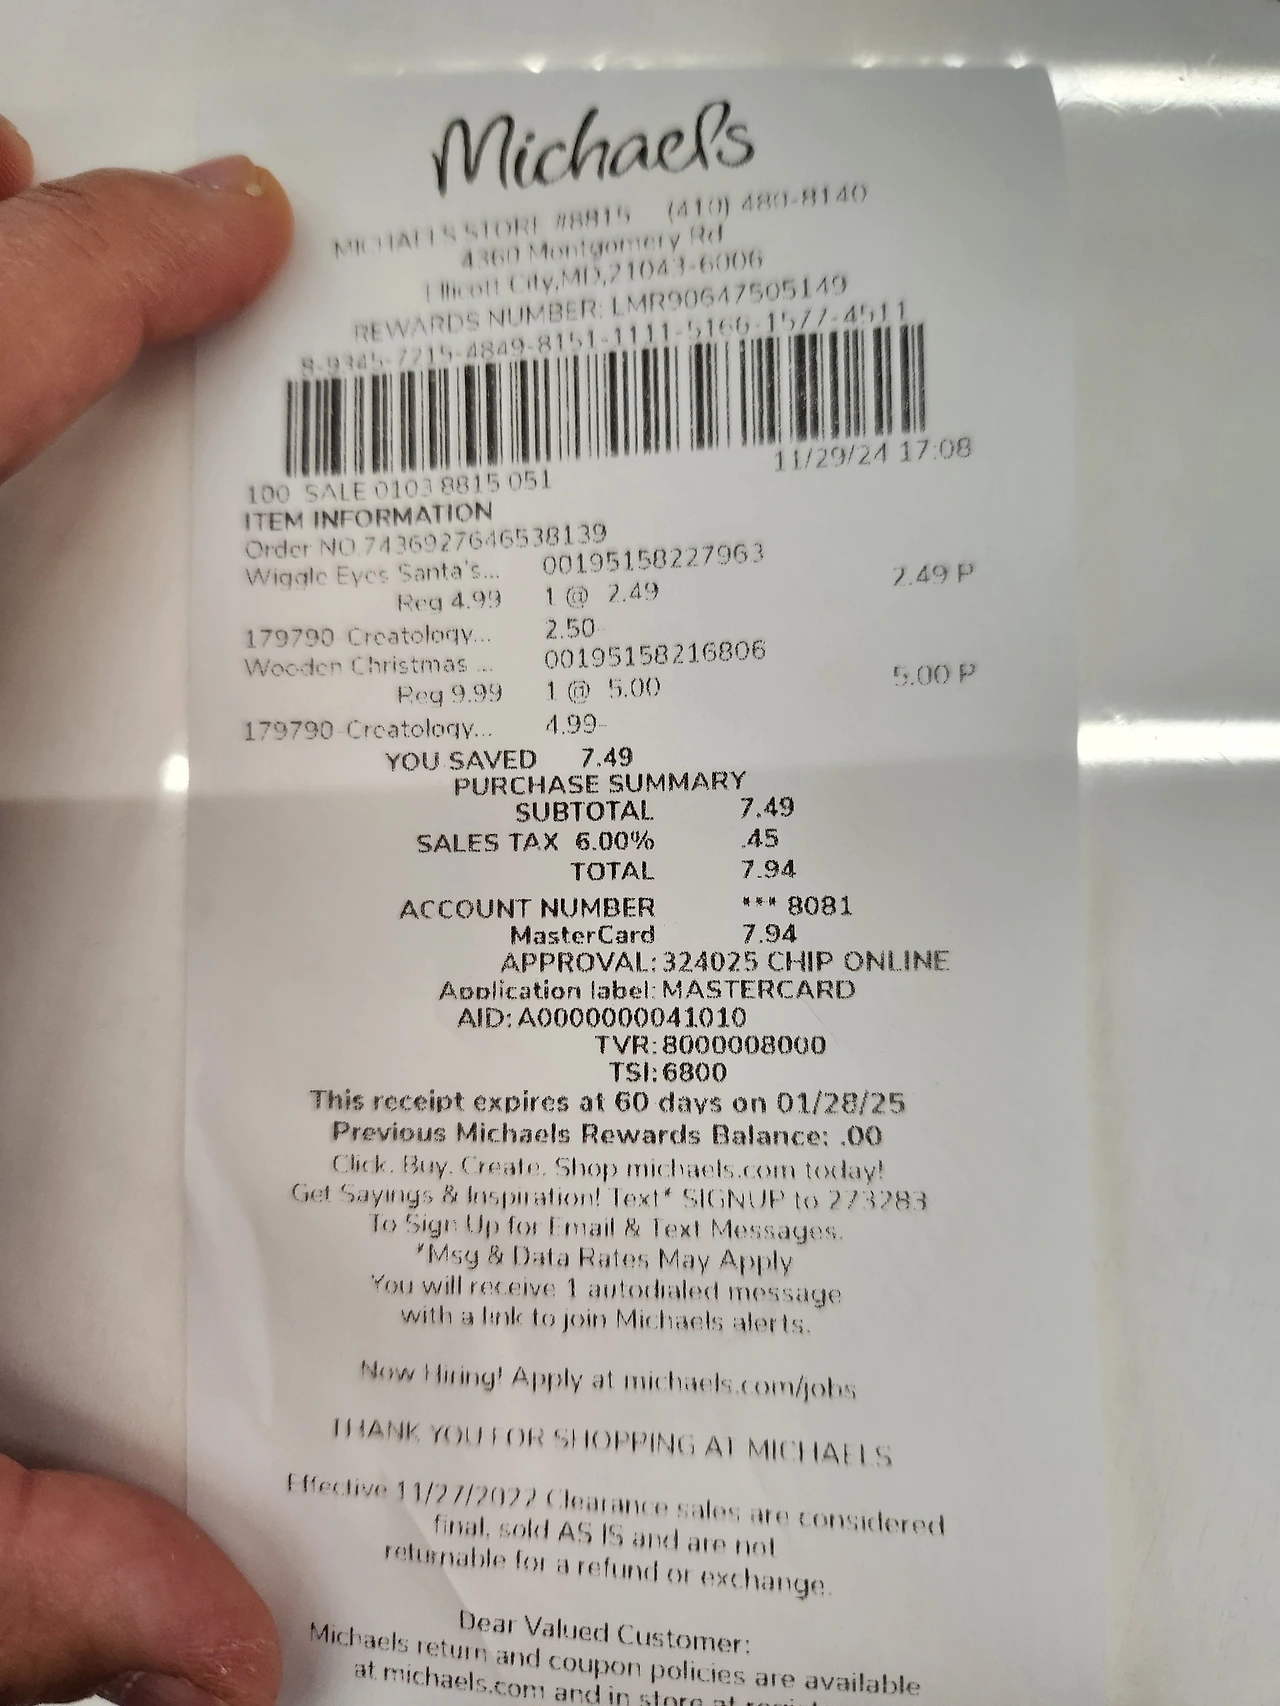 Michaels
MICHAELS STORE #8815 (410) 480-8140
4360 Montgomery Rd
Ellicott City,MD,21043-6006
REWARDS NUMBER: LMR90647505149
8-9345-7215-4849-8151-1111-5166-1577-4511
11/29/24 17:08
100 SALE 0103 8815 051
ITEM INFORMATION
Order NO 7436927646538139
Wiggle Eyes Santa's... 00195158227963
2.49 P
Reg 4.99 1 @ 2.49
179790-Creatology... 2.50-
Wooden Christmas ... 00195158216806
5.00 P
Reg 9.99 1 @ 5.00
179790-Creatology... 4.99-
YOU SAVED 7.49
PURCHASE SUMMARY
SUBTOTAL 7.49
SALES TAX 6.00% .45
TOTAL 7.94
ACCOUNT NUMBER *** 8081
MasterCard 7.94
APPROVAL: 324025 CHIP ONLINE
Application label: MASTERCARD
AID: A0000000041010
TVR: 8000008000
TSI: 6800
This receipt expires at 60 days on 01/28/25
Previous Michaels Rewards Balance: .00
Click. Buy. Create. Shop michaels.com today!
Get Sayings & Inspiration! Text* SIGNUP to 273283
To Sign Up for Email & Text Messages.
*Msg & Data Rates May Apply
You will receive 1 autodialed message
with a link to join Michaels alerts.
Now Hiring! Apply at michaels.com/jobs
THANK YOU FOR SHOPPING AT MICHAELS
Effective 11/27/2022 Clearance sales are considered
final, sold AS IS and are not
returnable for a refund or exchange.
Dear Valued Customer:
Michaels return and coupon policies are available
at michaels.com and in store at